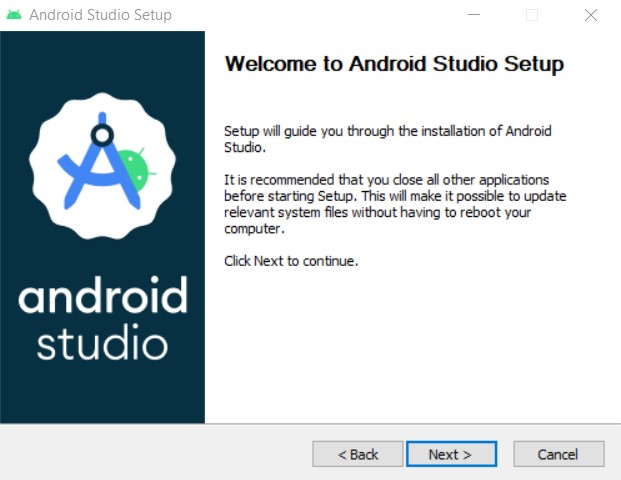 Android Studio Setup
Welcome to Android Studio Setup
Setup will guide you through the installation of Android
Studio.
It is recommended that you close all other applications
before starting Setup. This will make it possible to update
relevant system files without having to reboot your
computer.
Click Next to continue.
android
studio
< Back
Next >
Cancel